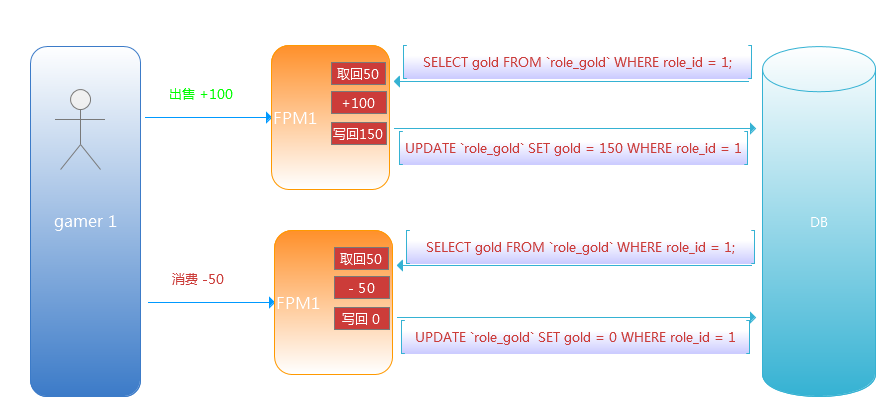 gamer 1
出售 +100
FPM1
取回50
+100
写回150
SELECT gold FROM `role_gold` WHERE role_id = 1;
UPDATE `role_gold` SET gold = 150 WHERE role_id = 1
消费 -50
FPM1
取回50
- 50
写回 0
SELECT gold FROM `role_gold` WHERE role_id = 1;
UPDATE `role_gold` SET gold = 0 WHERE role_id = 1
DB